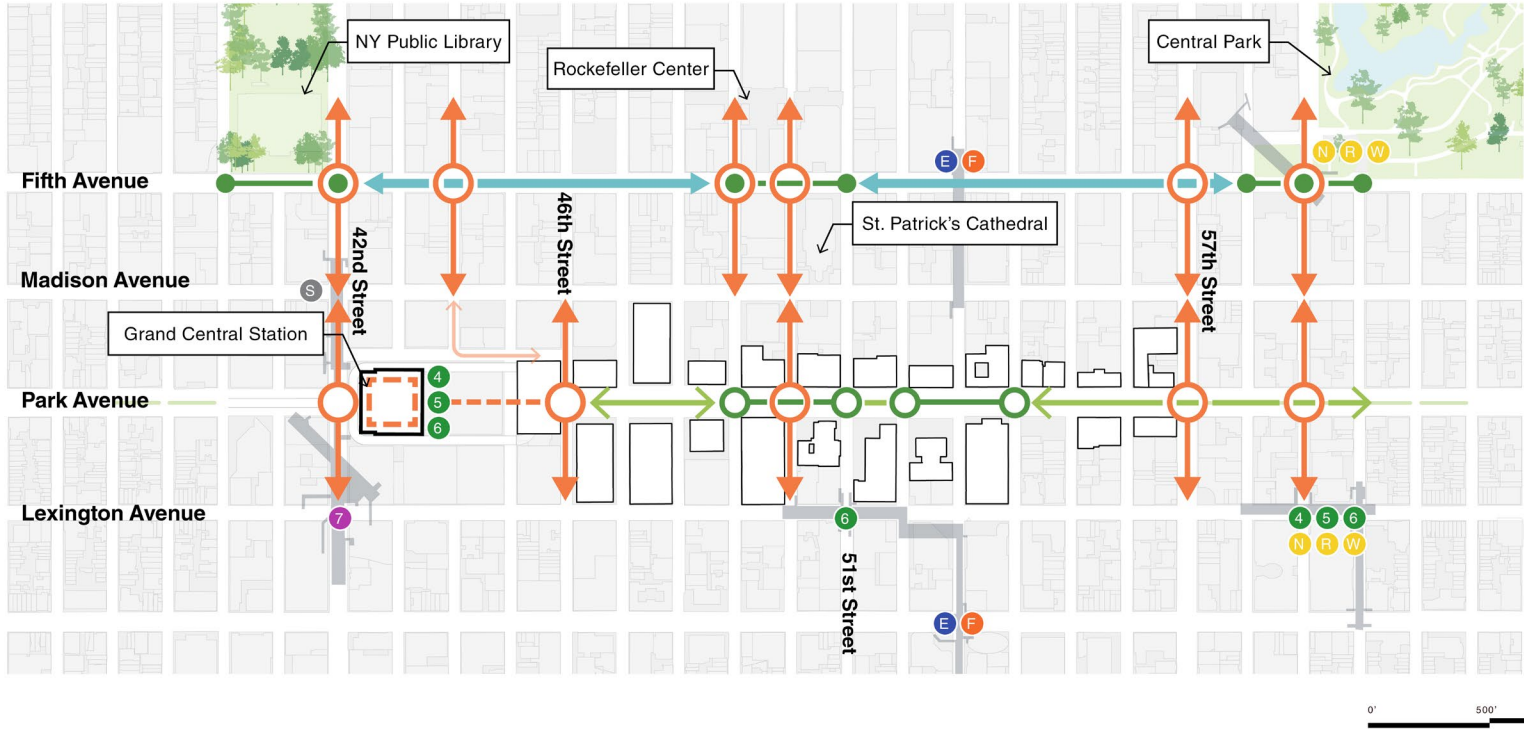 NY Public Library
Rockefeller Center
Central Park
N R W
E F
Fifth Avenue
46th Street
St. Patrick's Cathedral
42nd Street
57th Street
Madison Avenue
S
Grand Central Station
4
5
6
Park Avenue
Lexington Avenue
7
6
4 5 6
N R W
51st Street
E F
0' 500'